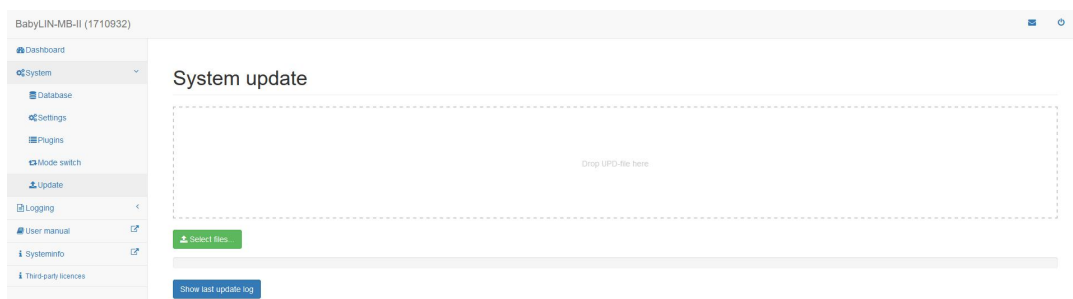 BabyLIN-MB-II (1710932)
Dashboard
System
Database
Settings
Plugins
Mode switch
Update
Logging
User manual
Systeminfo
Third-party licences
System update
Drop UPD-file here
Select files...
Show last update log